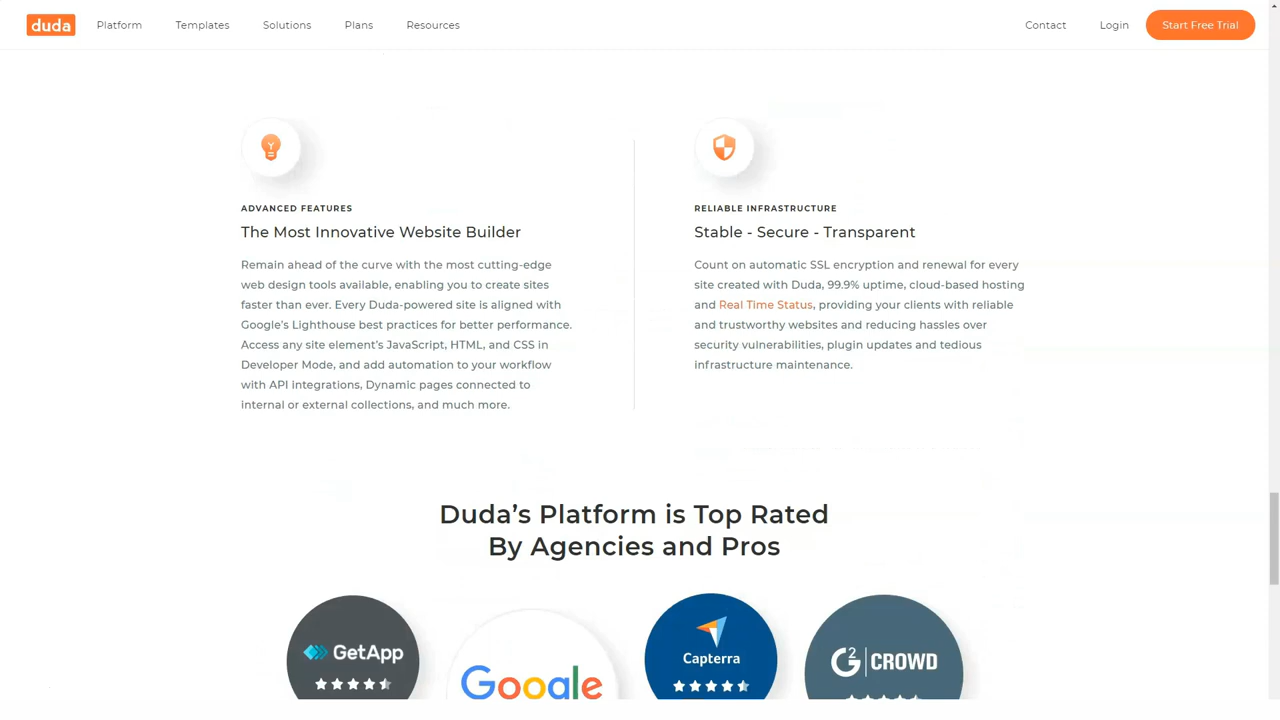 duda
Platform
Templates
Solutions
Plans
Resources
Contact
Login
Start Free Trial
ADVANCED FEATURES
The Most Innovative Website Builder
Remain ahead of the curve with the most cutting-edge
web design tools available, enabling you to create sites
faster than ever. Every Duda-powered site is aligned with
Google's Lighthouse best practices for better performance.
Access any site element's JavaScript, HTML, and CSS in
Developer Mode, and add automation to your workflow
with API integrations, Dynamic pages connected to
internal or external collections, and much more.
RELIABLE INFRASTRUCTURE
Stable - Secure - Transparent
Count on automatic SSL encryption and renewal for every
site created with Duda, 99.9% uptime, cloud-based hosting
and Real Time Status, providing your clients with reliable
and trustworthy websites and reducing hassles over
security vulnerabilities, plugin updates and tedious
infrastructure maintenance.
Duda’s Platform is Top Rated
By Agencies and Pros
GetApp
Google
Capterra
G2 | CROWD